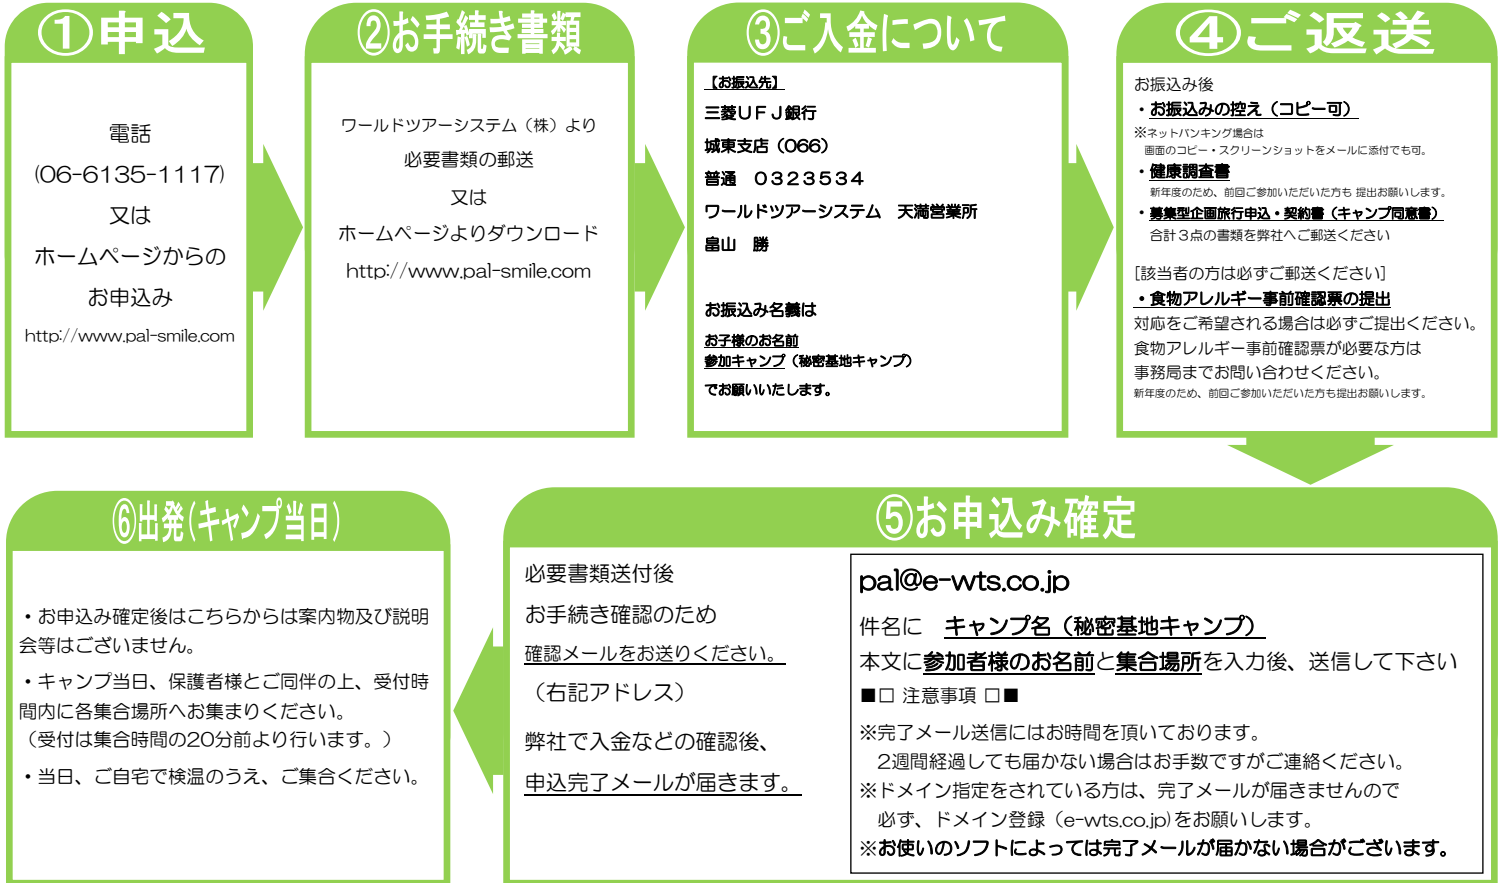 ①申込
電話
(06-6135-1117)
又は
ホームページからの
お申込み
http://www.pal-smile.com
②お手続き書類
ワールドツアーシステム（株）より
必要書類の郵送
又は
ホームページよりダウンロード
http://www.pal-smile.com
③ご入金について
【お振込先】
三菱ＵＦＪ銀行
城東支店（066）
普通　０３２３５３４
ワールドツアーシステム　天満営業所
畠山　勝
お振込み名義は
お子様のお名前
参加キャンプ（秘密基地キャンプ）
でお願いいたします。
④ご返送
お振込み後
・お振込みの控え（コピー可）
※ネットバンキング場合は
画面のコピー・スクリーンショットをメールに添付でも可。
・健康調査書
新年度のため、前回ご参加いただいた方も 提出お願いします。
・募集型企画旅行申込・契約書（キャンプ同意書）
合計３点の書類を弊社へご郵送ください
[該当者の方は必ずご郵送ください]
・食物アレルギー事前確認票の提出
対応をご希望される場合は必ずご提出ください。
食物アレルギー事前確認票が必要な方は
事務局までお問い合わせください。
新年度のため、前回ご参加いただいた方も提出お願いします。
⑤お申込み確定
必要書類送付後
お手続き確認のため
確認メールをお送りください。
（右記アドレス）
弊社で入金などの確認後、
申込完了メールが届きます。
pal@e-wts.co.jp
件名に　キャンプ名（秘密基地キャンプ）
本文に参加者様のお名前と集合場所を入力後、送信して下さい
■□ 注意事項 □■
※完了メール送信にはお時間を頂いております。
2週間経過しても届かない場合はお手数ですがご連絡ください。
※ドメイン指定をされている方は、完了メールが届きませんので
必ず、ドメイン登録（e-wts.co.jp)をお願いします。
※お使いのソフトによっては完了メールが届かない場合がございます。
⑥出発(キャンプ当日)
・お申込み確定後はこちらからは案内物及び説明
会等はございません。
・キャンプ当日、保護者様とご同伴の上、受付時
間内に各集合場所へお集まりください。
（受付は集合時間の20分前より行います。）
・当日、ご自宅で検温のうえ、ご集合ください。